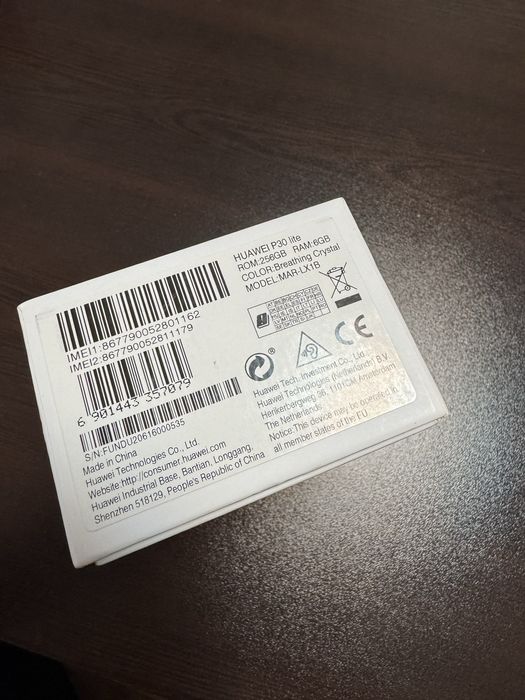 IMEI1:867790052801162
IMEI2:867790052811179
6 901443 357079
S/N:FUNDU20616000535
Made in China
Huawei Technologies Co., Ltd.
Website:http://consumer.huawei.com
Huawei Industrial Base, Bantian, Longgang,
Shenzhen 518129, People's Republic of China
HUAWEI P30 lite
ROM:256GB RAM:6GB
COLOR:Breathing Crystal
MODEL:MAR-LX1B
CE
Huawei Tech. Investment Co., Ltd.
Huawei Technologies (Netherlands) B.V.
Herikerbergweg 36, 1101CM Amsterdam
The Netherlands
Notice:This device may be operated in
all member states of the EU